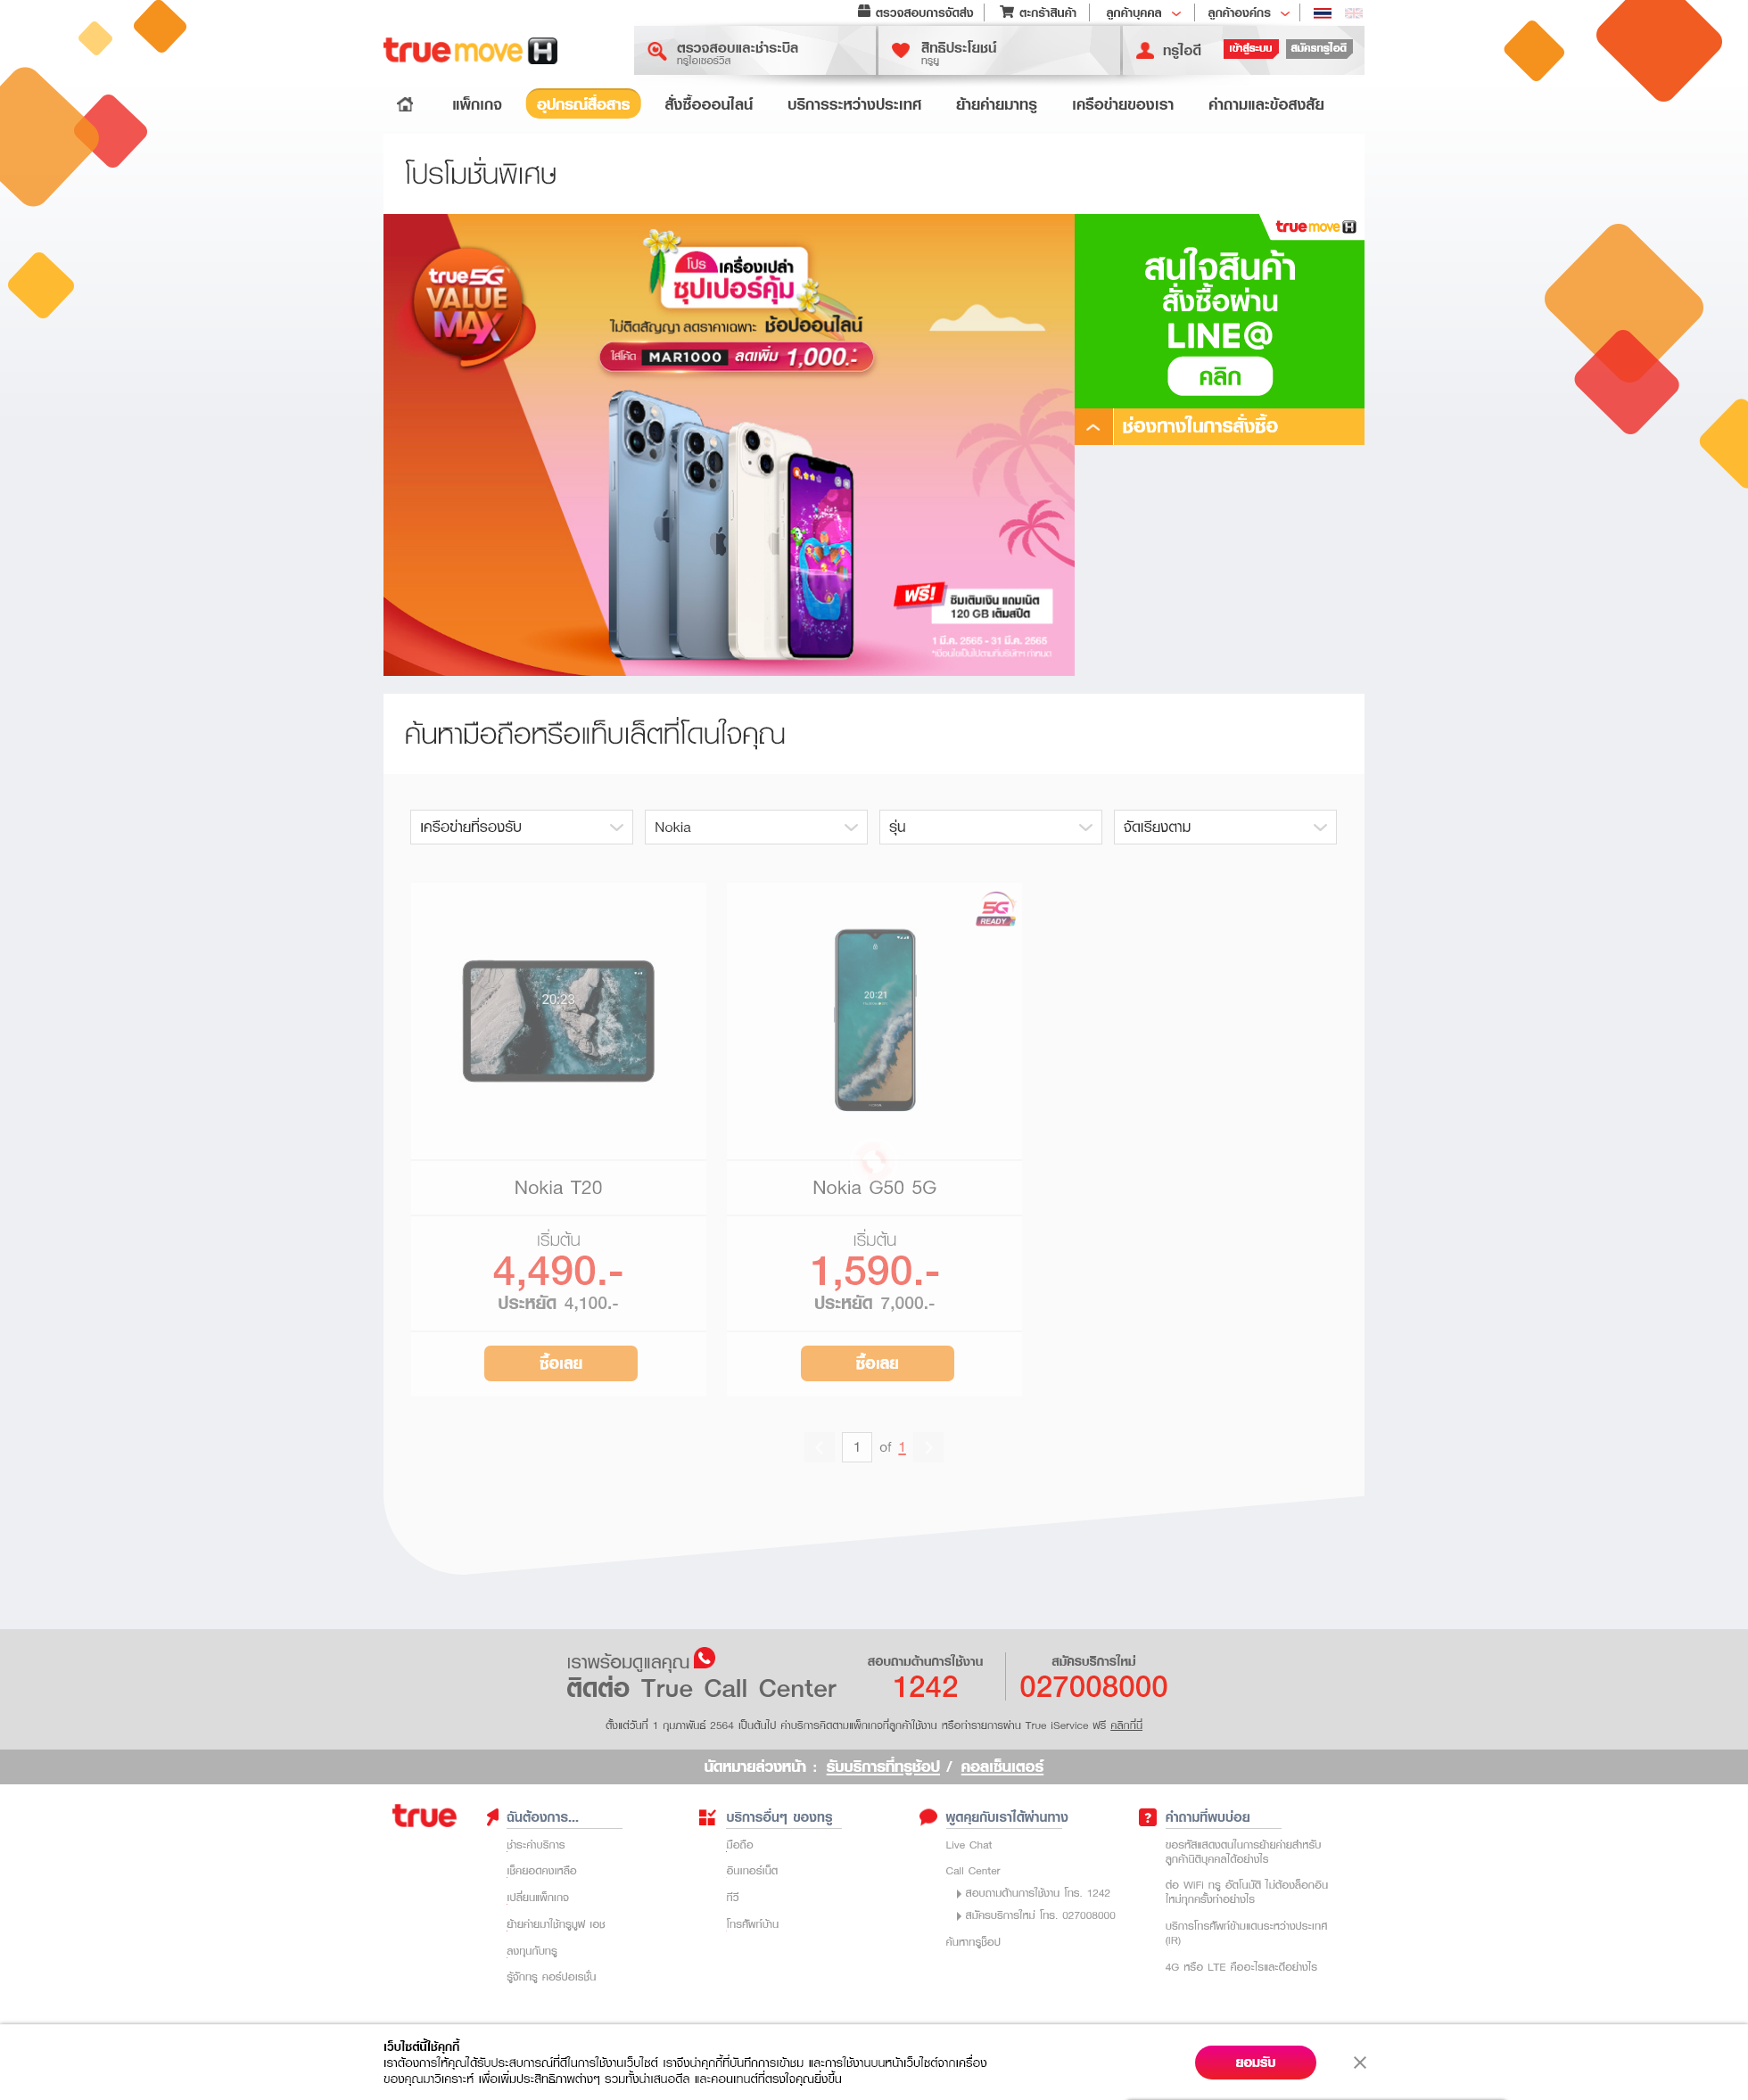 ตรวจสอบการจัดส่ง
ตะกร้าสินค้า
ลูกค้าบุคคล
ลูกค้าองค์กร
truemove H
ตรวจสอบและชำระบิล
ทรูไอเซอร์วิส
สิทธิประโยชน์
ทรูยู
ทรูไอดี
เข้าสู่ระบบ
สมัครทรูไอดี
แพ็กเกจ
อุปกรณ์สื่อสาร
สั่งซื้อออนไลน์
บริการระหว่างประเทศ
ย้ายค่ายมาทรู
เครือข่ายของเรา
คำถามและข้อสงสัย
โปรโมชั่นพิเศษ
true5G
VALUE
MAX
โปร เครื่องเปล่า
ซุปเปอร์คุ้ม
ไม่ติดสัญญา ลดราคาเฉพาะ ช้อปออนไลน์
ใส่โค้ด MAR1000 ลดเพิ่ม 1,000.-
ฟรี! ซิมเติมเงิน แถมเน็ต
120 GB เต็มสปีด
1 มี.ค. 2565 - 31 มี.ค. 2565
*เงื่อนไขเป็นไปตามที่บริษัทฯ กำหนด
truemove H
สนใจสินค้า
สั่งซื้อผ่าน
LINE@
คลิก
ช่องทางในการสั่งซื้อ
ค้นหามือถือหรือแท็บเล็ตที่โดนใจคุณ
เครือข่ายที่รองรับ
Nokia
รุ่น
จัดเรียงตาม
20:23
5G
READY
20:21
Nokia T20
เริ่มต้น
4,490.-
ประหยัด 4,100.-
ซื้อเลย
Nokia G50 5G
เริ่มต้น
1,590.-
ประหยัด 7,000.-
ซื้อเลย
1 of 1
เราพร้อมดูแลคุณ
ติดต่อ True Call Center
สอบถามด้านการใช้งาน
1242
สมัครบริการใหม่
027008000
ตั้งแต่วันที่ 1 กุมภาพันธ์ 2564 เป็นต้นไป ค่าบริการคิดตามแพ็กเกจที่ลูกค้าใช้งาน หรือทำรายการผ่าน True iService ฟรี คลิกที่นี่
นัดหมายล่วงหน้า : รับบริการที่ทรูช้อป / คอลเซ็นเตอร์
true
ฉันต้องการ...
ชำระค่าบริการ
เช็คยอดคงเหลือ
เปลี่ยนแพ็กเกจ
ย้ายค่ายมาใช้ทรูมูฟ เอช
ลงทุนกับทรู
รู้จักทรู คอร์ปอเรชั่น
บริการอื่นๆ ของทรู
มือถือ
อินเทอร์เน็ต
ทีวี
โทรศัพท์บ้าน
พูดคุยกับเราได้ผ่านทาง
Live Chat
Call Center
สอบถามด้านการใช้งาน โทร. 1242
สมัครบริการใหม่ โทร. 027008000
ค้นหาทรูช็อป
คำถามที่พบบ่อย
ขอรหัสแสดงตนในการย้ายค่ายสำหรับ
ลูกค้านิติบุคคลได้อย่างไร
ต่อ WiFi ทรู อัตโนมัติ ไม่ต้องล็อกอิน
ใหม่ทุกครั้งทำอย่างไร
บริการโทรศัพท์ข้ามแดนระหว่างประเทศ
(IR)
4G หรือ LTE คืออะไรและดีอย่างไร
เว็บไซต์นี้ใช้คุกกี้
เราต้องการให้คุณได้รับประสบการณ์ที่ดีในการใช้งานเว็บไซต์ เราจึงนำคุกกี้ที่บันทึกการเข้าชม และการใช้งานบนหน้าเว็บไซต์จากเครื่อง
ของคุณมาวิเคราะห์ เพื่อเพิ่มประสิทธิภาพต่างๆ รวมทั้งนำเสนอดีล และคอนเทนต์ที่ตรงใจคุณยิ่งขึ้น
ยอมรับ